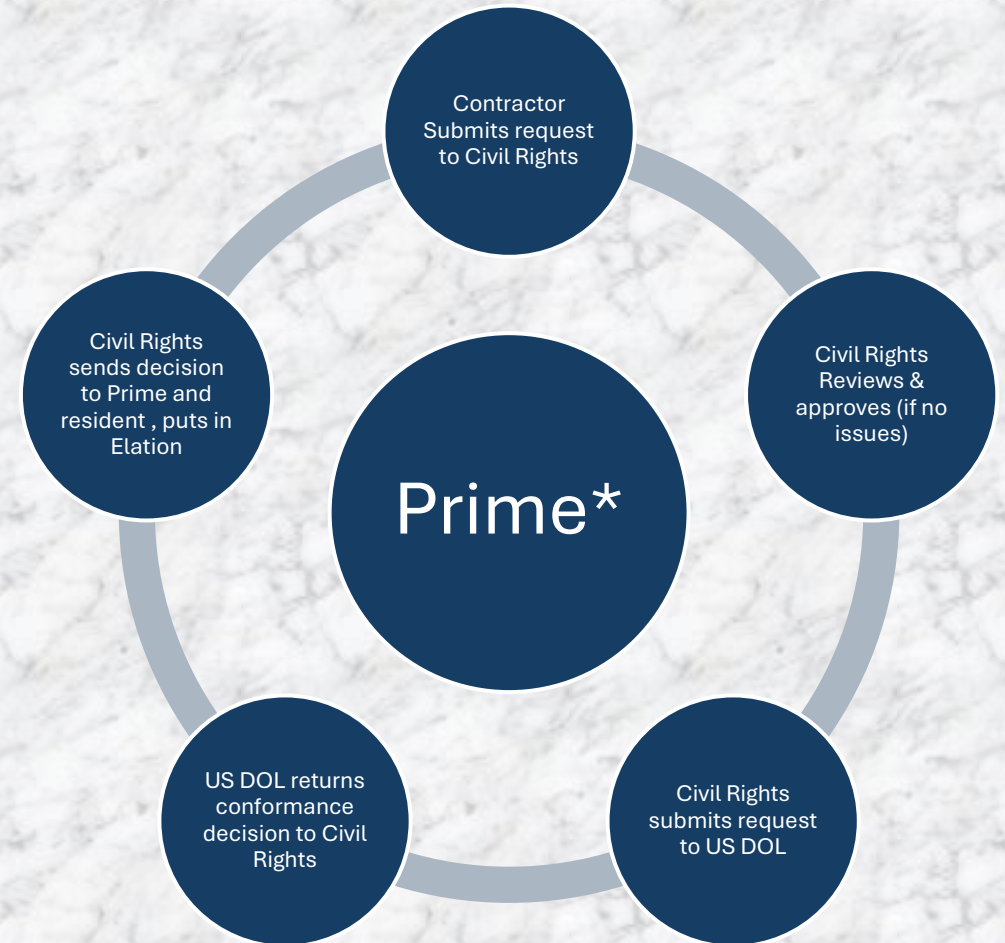 Contractor
Submits request
to Civil Rights
Civil Rights
Reviews &
approves (if no
issues)
Civil Rights
submits request
to US DOL
US DOL returns
conformance
decision to Civil
Rights
Civil Rights
sends decision
to Prime and
resident , puts in
Elation
Prime*